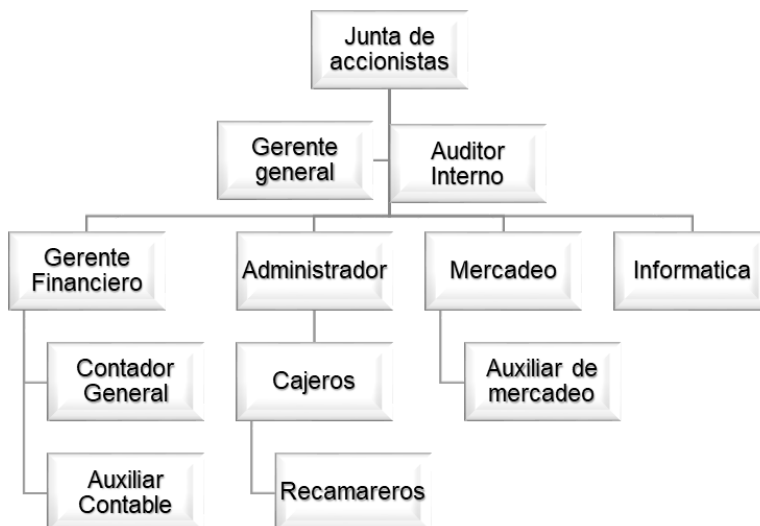 Junta de
accionistas
Gerente
general
Auditor
Interno
Gerente
Financiero
Administrador
Mercadeo
Informatica
Contador
General
Cajeros
Auxiliar de
mercadeo
Auxiliar
Contable
Recamareros